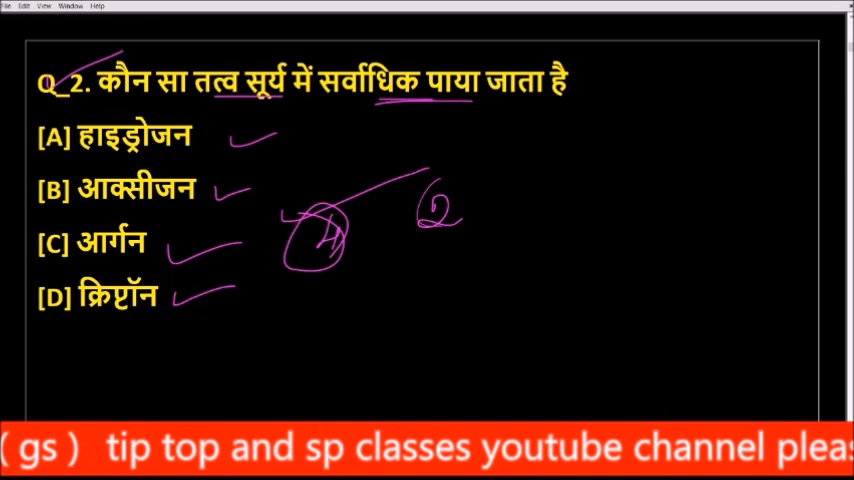 File Edit View Window Help
Q_2. कौन सा तत्व सूर्य में सर्वाधिक पाया जाता है
[A] हाइड्रोजन
[B] आक्सीजन
[C] आर्गन
[D] क्रिप्टॉन
2
( gs ) tip top and sp classes youtube channel pleas